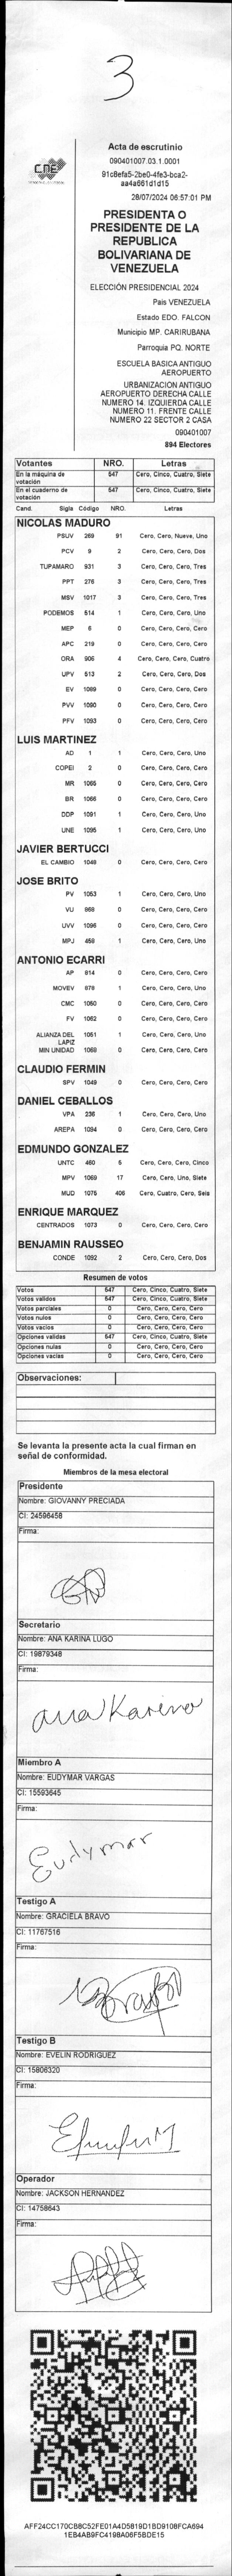 3
CNE
Acta de escrutinio
090401007.03.1.0001
91c8efa5-2be0-4fe3-bca2-
aa4a661d1d15
28/07/2024 06:57:01 PM
PRESIDENTA O
PRESIDENTE DE LA
REPUBLICA
BOLIVARIANA DE
VENEZUELA
ELECCIÓN PRESIDENCIAL 2024
País VENEZUELA
Estado EDO. FALCON
Municipio MP. CARIRUBANA
Parroquia PQ. NORTE
ESCUELA BASICA ANTIGUO
AEROPUERTO
URBANIZACION ANTIGUO
AEROPUERTO DERECHA CALLE
NUMERO 14. IZQUIERDA CALLE
NUMERO 11. FRENTE CALLE
NUMERO 22 SECTOR 2 CASA
090401007
894 Electores
Votantes NRO. Letras
En la máquina de votación 547 Cero, Cinco, Cuatro, Siete
En el cuaderno de votación 547 Cero, Cinco, Cuatro, Siete
Cand. Sigla Código NRO. Letras
NICOLAS MADURO
PSUV 269 91 Cero, Cero, Nueve, Uno
PCV 9 2 Cero, Cero, Cero, Dos
TUPAMARO 931 3 Cero, Cero, Cero, Tres
PPT 276 3 Cero, Cero, Cero, Tres
MSV 1017 3 Cero, Cero, Cero, Tres
PODEMOS 514 1 Cero, Cero, Cero, Uno
MEP 6 0 Cero, Cero, Cero, Cero
APC 219 0 Cero, Cero, Cero, Cero
ORA 906 4 Cero, Cero, Cero, Cuatro
UPV 513 2 Cero, Cero, Cero, Dos
EV 1089 0 Cero, Cero, Cero, Cero
PVV 1090 0 Cero, Cero, Cero, Cero
PFV 1093 0 Cero, Cero, Cero, Cero
LUIS MARTINEZ
AD 1 1 Cero, Cero, Cero, Uno
COPEI 2 0 Cero, Cero, Cero, Cero
MR 1065 0 Cero, Cero, Cero, Cero
BR 1066 0 Cero, Cero, Cero, Cero
DDP 1091 1 Cero, Cero, Cero, Uno
UNE 1095 1 Cero, Cero, Cero, Uno
JAVIER BERTUCCI
EL CAMBIO 1048 0 Cero, Cero, Cero, Cero
JOSE BRITO
PV 1053 1 Cero, Cero, Cero, Uno
VU 968 0 Cero, Cero, Cero, Cero
UVV 1096 0 Cero, Cero, Cero, Cero
MPJ 459 1 Cero, Cero, Cero, Uno
ANTONIO ECARRI
AP 814 0 Cero, Cero, Cero, Cero
MOVEV 878 1 Cero, Cero, Cero, Uno
CMC 1050 0 Cero, Cero, Cero, Cero
FV 1052 0 Cero, Cero, Cero, Cero
ALIANZA DEL LAPIZ 1051 1 Cero, Cero, Cero, Uno
MIN UNIDAD 1068 0 Cero, Cero, Cero, Cero
CLAUDIO FERMIN
SPV 1049 0 Cero, Cero, Cero, Cero
DANIEL CEBALLOS
VPA 236 1 Cero, Cero, Cero, Uno
AREPA 1094 0 Cero, Cero, Cero, Cero
EDMUNDO GONZALEZ
UNTC 460 5 Cero, Cero, Cero, Cinco
MPV 1069 17 Cero, Cero, Uno, Siete
MUD 1075 406 Cero, Cuatro, Cero, Seis
ENRIQUE MARQUEZ
CENTRADOS 1073 0 Cero, Cero, Cero, Cero
BENJAMIN RAUSSEO
CONDE 1092 2 Cero, Cero, Cero, Dos
Resumen de votos
Votos 547 Cero, Cinco, Cuatro, Siete
Votos validos 547 Cero, Cinco, Cuatro, Siete
Votos parciales 0 Cero, Cero, Cero, Cero
Votos nulos 0 Cero, Cero, Cero, Cero
Votos vacios 0 Cero, Cero, Cero, Cero
Opciones validas 547 Cero, Cinco, Cuatro, Siete
Opciones nulas 0 Cero, Cero, Cero, Cero
Opciones vacias 0 Cero, Cero, Cero, Cero
Observaciones:
Se levanta la presente acta la cual firman en
señal de conformidad.
Miembros de la mesa electoral
Presidente
Nombre: GIOVANNY PRECIADA
CI: 24596456
Firma:
Secretario
Nombre: ANA KARINA LUGO
CI: 19879348
Firma:
ana Karina
Miembro A
Nombre: EUDYMAR VARGAS
CI: 15593645
Firma:
Eudymar
Testigo A
Nombre: GRACIELA BRAVO
CI: 11767516
Firma:
Testigo B
Nombre: EVELIN RODRIGUEZ
CI: 15806320
Firma:
Operador
Nombre: JACKSON HERNANDEZ
CI: 14758643
Firma:
AFF24CC170CB8C52FE01A4D5819D1BD9108FCA694
1EB4AB9FC4198A06F5BDE15